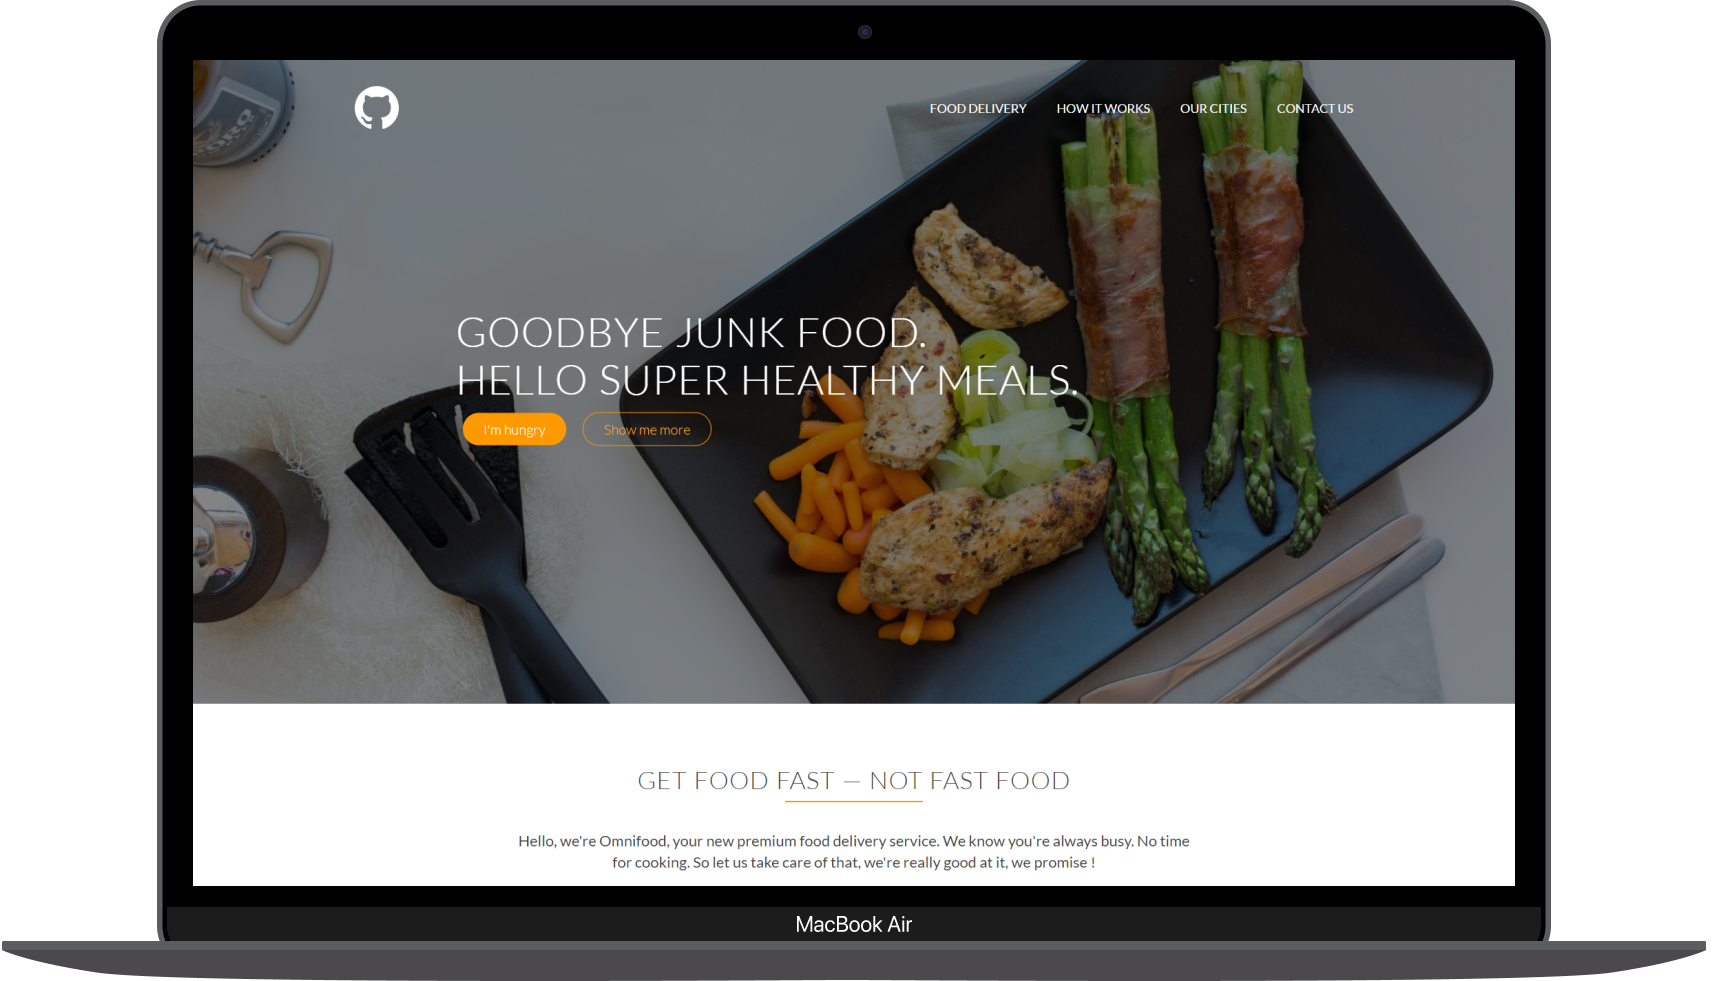 FOOD DELIVERY HOW IT WORKS OUR CITIES CONTACT US
GOODBYE JUNK FOOD.
HELLO SUPER HEALTHY MEALS.
I'm hungry Show me more
GET FOOD FAST — NOT FAST FOOD
Hello, we're Omnifood, your new premium food delivery service. We know you're always busy. No time
for cooking. So let us take care of that, we're really good at it, we promise !
MacBook Air